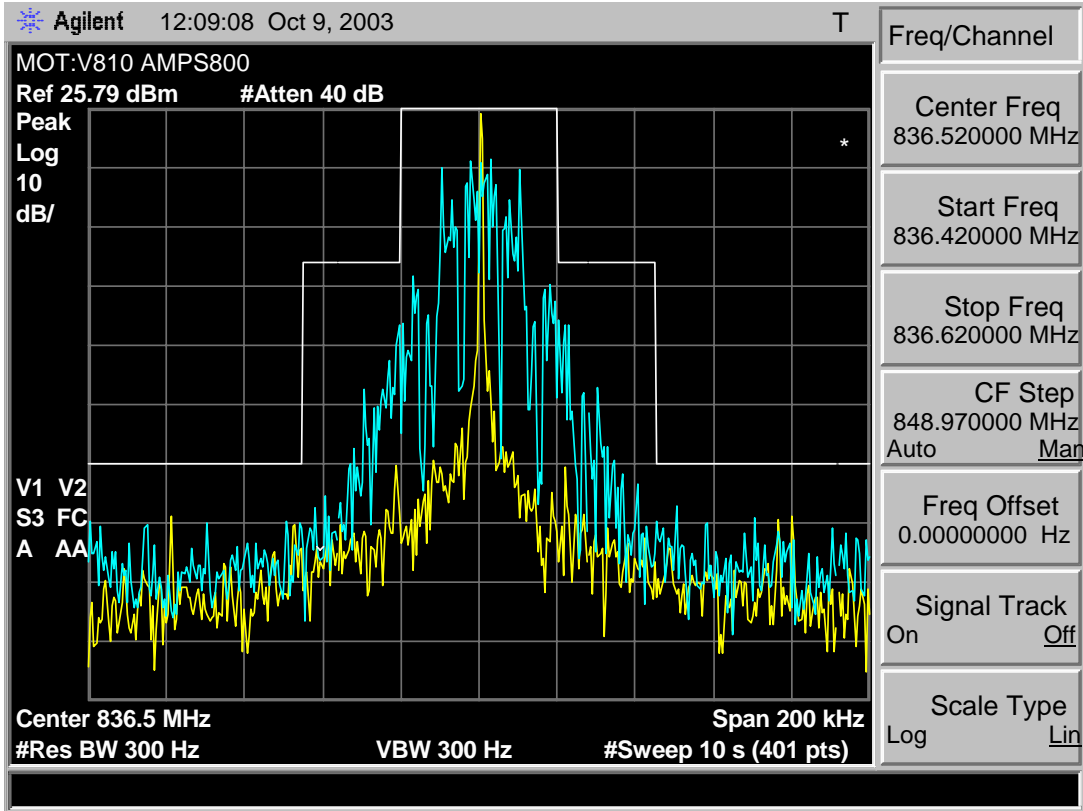 Agilent 12:09:08 Oct 9, 2003 T
MOT:V810 AMPS800
Ref 25.79 dBm #Atten 40 dB
Peak
Log
10
dB/
*
V1 V2
S3 FC
A AA
Center 836.5 MHz Span 200 kHz
#Res BW 300 Hz VBW 300 Hz #Sweep 10 s (401 pts)
Freq/Channel
Center Freq
836.520000 MHz
Start Freq
836.420000 MHz
Stop Freq
836.620000 MHz
CF Step
848.970000 MHz
Auto Man
Freq Offset
0.00000000 Hz
Signal Track
On Off
Scale Type
Log Lin